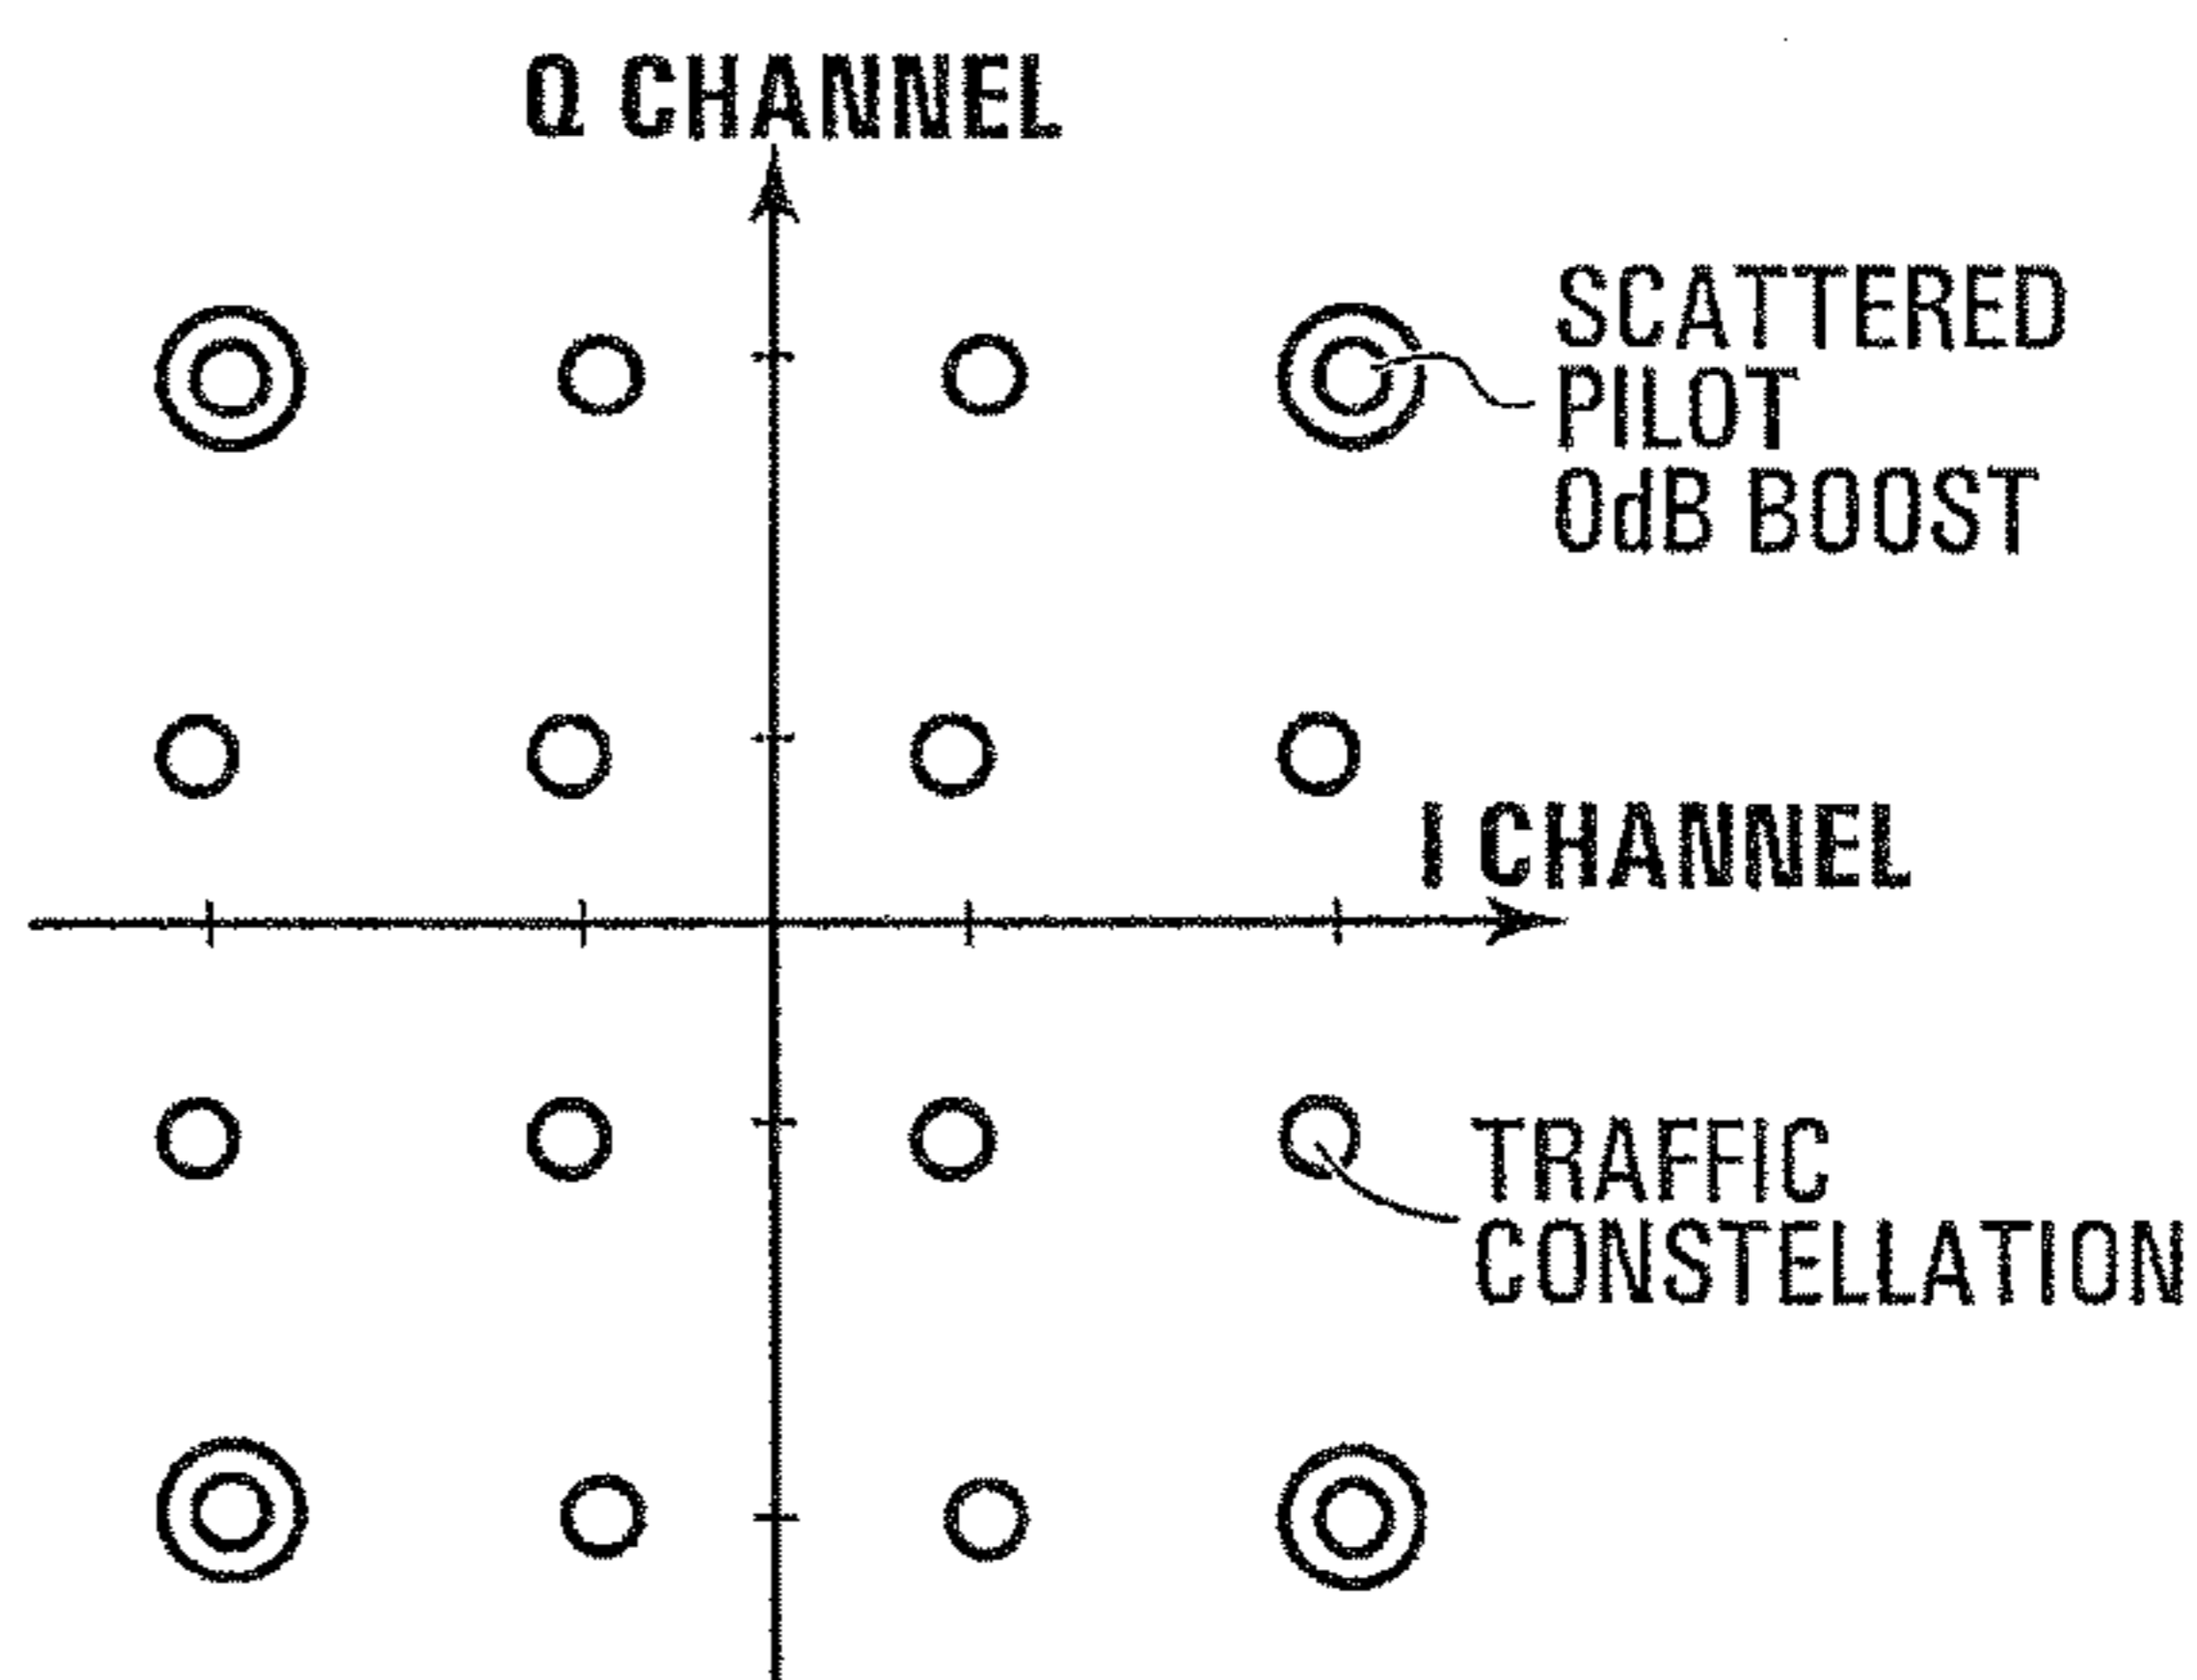 Q CHANNEL
SCATTERED
PILOT
0dB BOOST
I CHANNEL
TRAFFIC
CONSTELLATION